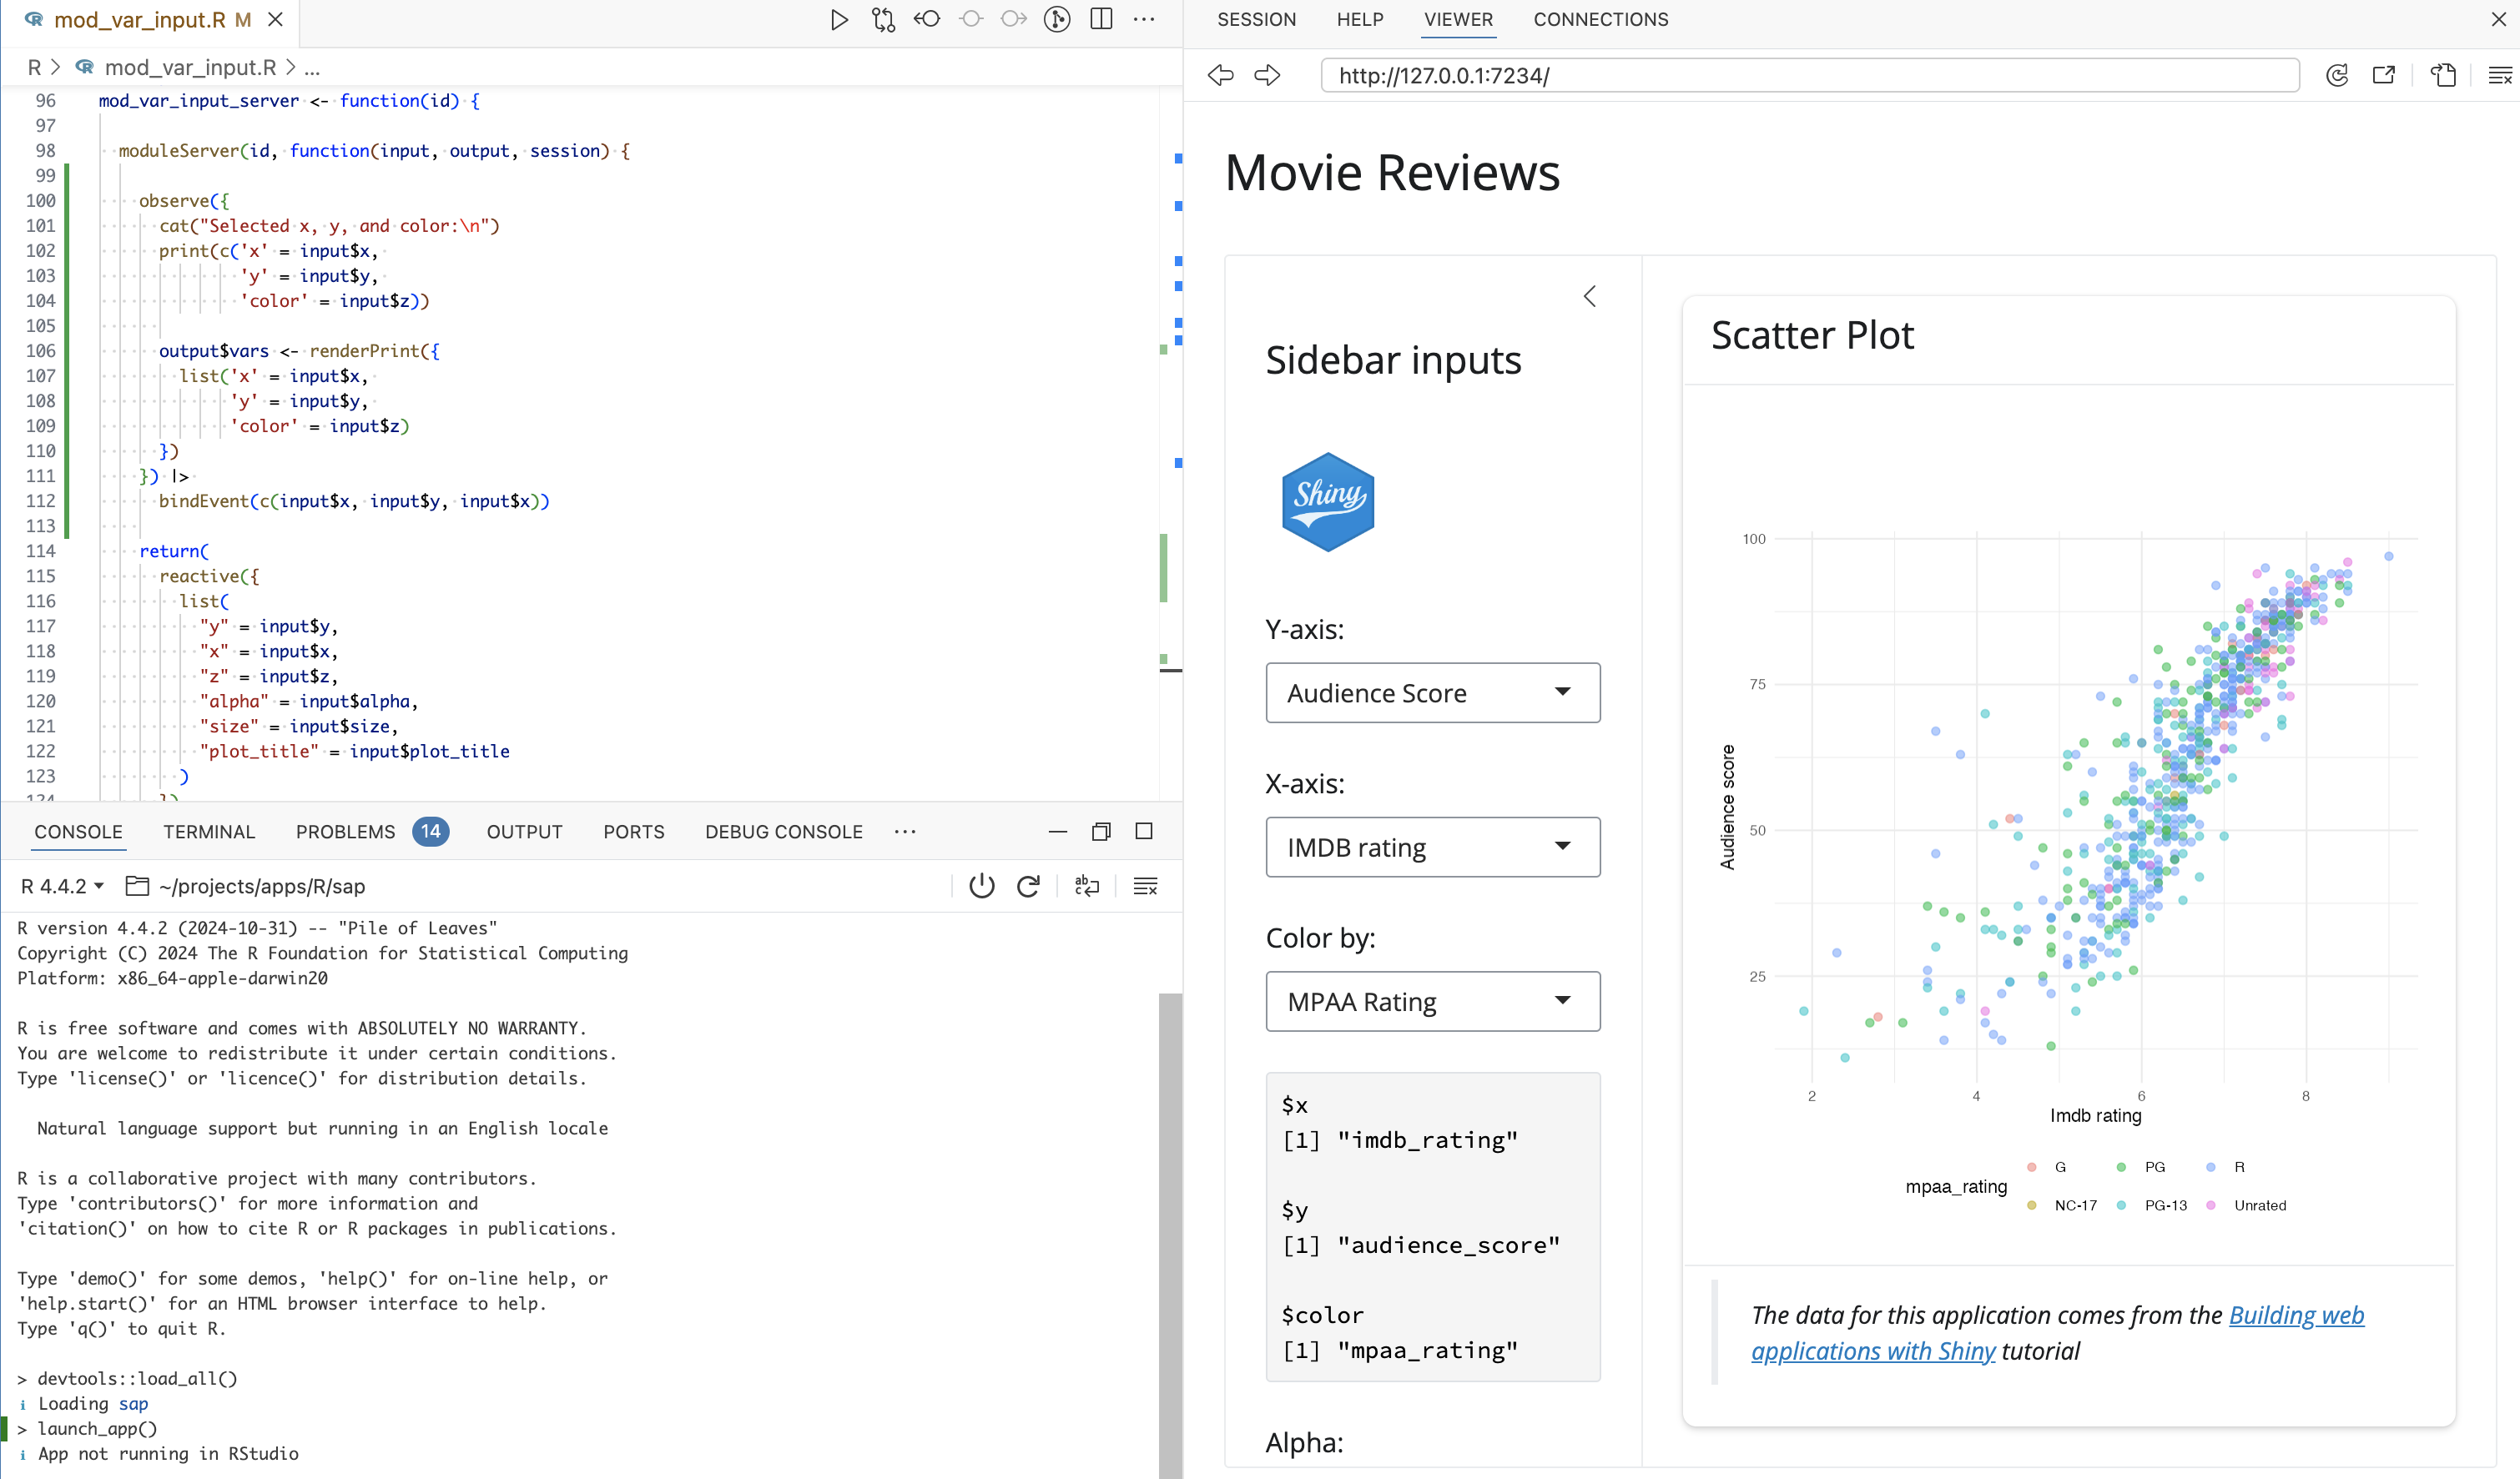 mod_var_input.R M
R > mod_var_input.R > ...
96 mod_var_input_server <- function(id) {
97
98 moduleServer(id, function(input, output, session) {
99
100 observe({
101 cat("Selected x, y, and color:\n")
102 print(c('x' = input$x,
103 'y' = input$y,
104 'color' = input$z))
105
106 output$vars <- renderPrint({
107 list('x' = input$x,
108 'y' = input$y,
109 'color' = input$z)
110 })
111 }) |>
112 bindEvent(c(input$x, input$y, input$x))
113
114 return(
115 reactive({
116 list(
117 "y" = input$y,
118 "x" = input$x,
119 "z" = input$z,
120 "alpha" = input$alpha,
121 "size" = input$size,
122 "plot_title" = input$plot_title
123 )
124 })
CONSOLE TERMINAL PROBLEMS 14 OUTPUT PORTS DEBUG CONSOLE ...
R 4.4.2 ~/projects/apps/R/sap
R version 4.4.2 (2024-10-31) -- "Pile of Leaves"
Copyright (C) 2024 The R Foundation for Statistical Computing
Platform: x86_64-apple-darwin20
R is free software and comes with ABSOLUTELY NO WARRANTY.
You are welcome to redistribute it under certain conditions.
Type 'license()' or 'licence()' for distribution details.
Natural language support but running in an English locale
R is a collaborative project with many contributors.
Type 'contributors()' for more information and
'citation()' on how to cite R or R packages in publications.
Type 'demo()' for some demos, 'help()' for on-line help, or
'help.start()' for an HTML browser interface to help.
Type 'q()' to quit R.
> devtools::load_all()
ℹ Loading sap
> launch_app()
ℹ App not running in RStudio
SESSION HELP VIEWER CONNECTIONS
http://127.0.0.1:7234/
Movie Reviews
Sidebar inputs
Shiny
Y-axis:
Audience Score
X-axis:
IMDB rating
Color by:
MPAA Rating
$x
[1] "imdb_rating"
$y
[1] "audience_score"
$color
[1] "mpaa_rating"
Alpha:
Scatter Plot
100
75
50
25
Audience score
2 4 6 8
Imdb rating
mpaa_rating
G PG R
NC-17 PG-13 Unrated
The data for this application comes from the Building web
applications with Shiny tutorial